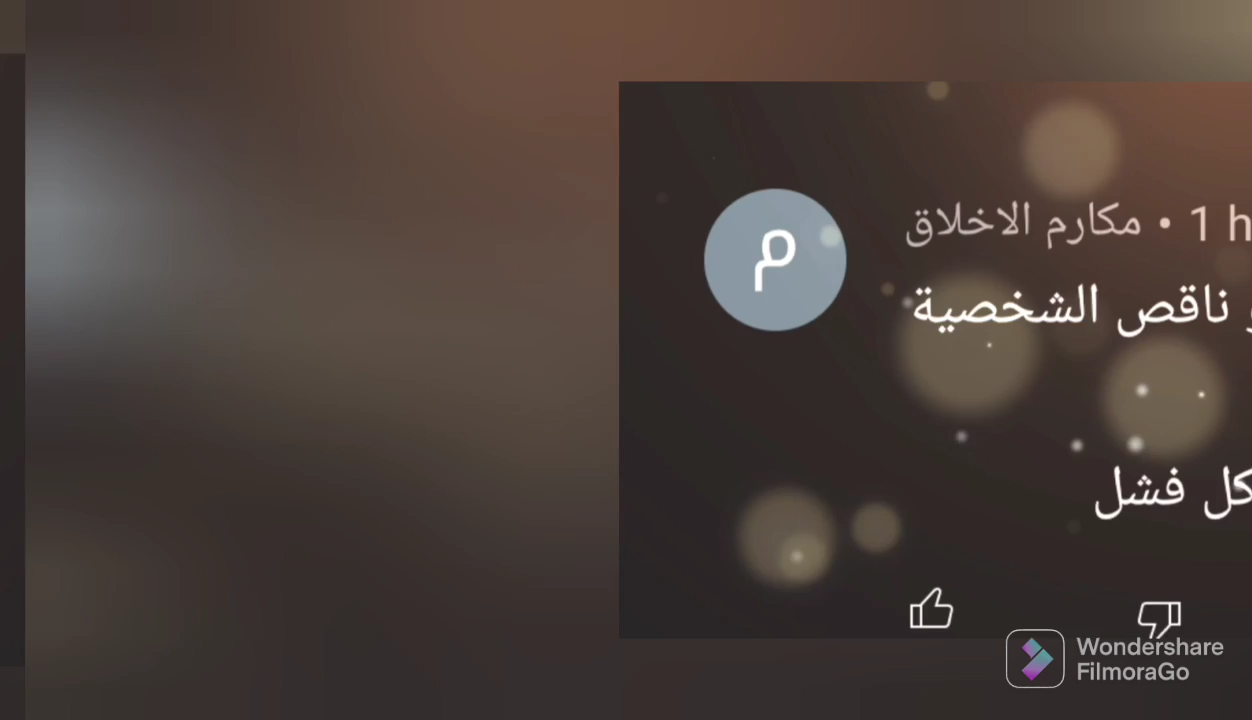 م
مكارم الاخلاق • 1 h
ناقص الشخصية
كل فشل
Wondershare
FilmoraGo